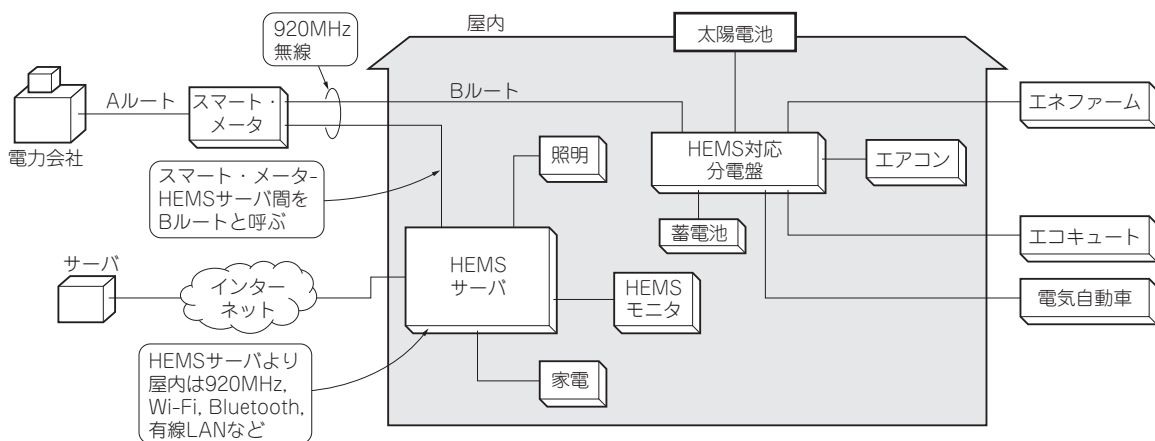 屋内
920MHz
無線
太陽電池
電力会社
Aルート
スマート・
メータ
Bルート
エネファーム
HEMS対応
分電盤
エアコン
照明
スマート・メータ-
HEMSサーバ間を
Bルートと呼ぶ
蓄電池
エコキュート
サーバ
インター
ネット
HEMS
サーバ
HEMS
モニタ
電気自動車
HEMSサーバより
屋内は920MHz,
Wi-Fi, Bluetooth,
有線LANなど
家電